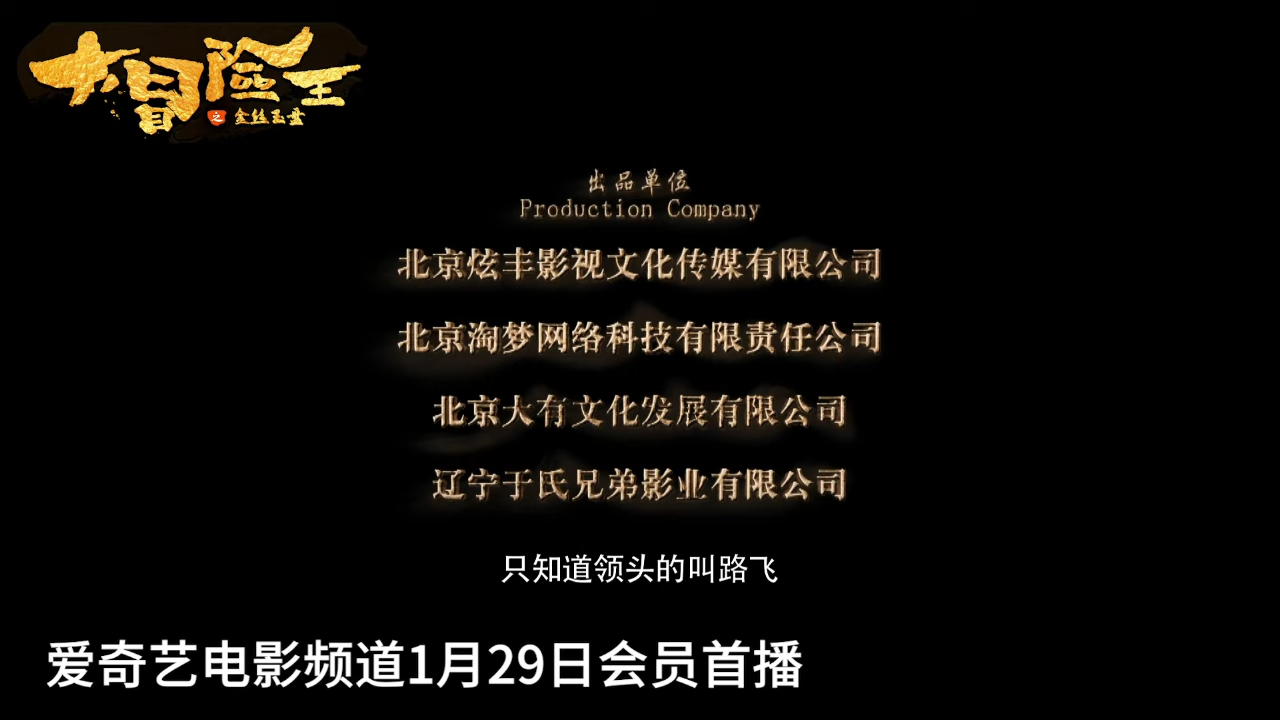 大冒險王
之 金丝玉盘
出品单位
Production Company
北京炫丰影视文化传媒有限公司
北京淘梦网络科技有限责任公司
北京大有文化发展有限公司
辽宁于氏兄弟影业有限公司
只知道领头的叫路飞
爱奇艺电影频道1月29日会员首播